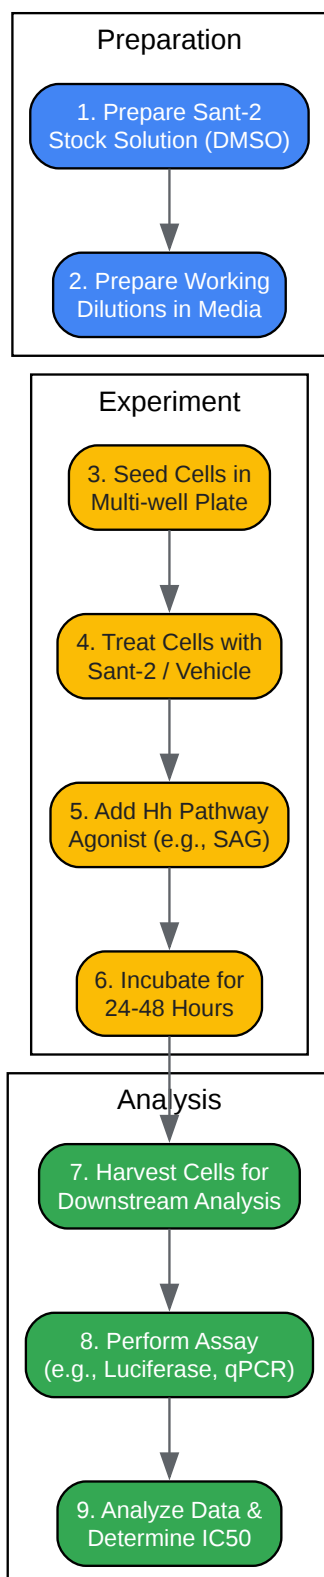 Preparation
1. Prepare Sant-2
Stock Solution (DMSO)
2. Prepare Working
Dilutions in Media
Experiment
3. Seed Cells in
Multi-well Plate
4. Treat Cells with
Sant-2 / Vehicle
5. Add Hh Pathway
Agonist (e.g., SAG)
6. Incubate for
24-48 Hours
Analysis
7. Harvest Cells for
Downstream Analysis
8. Perform Assay
(e.g., Luciferase, qPCR)
9. Analyze Data &
Determine IC50